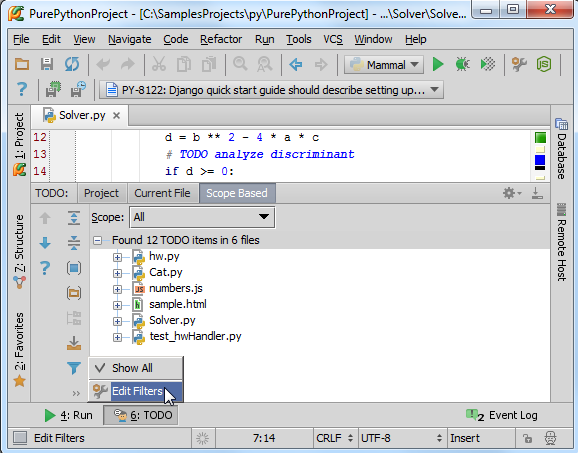 PurePythonProject - [C:\SamplesProjects\py\PurePythonProject] - ...\Solver\Solve...
File Edit View Navigate Code Refactor Run Tools VCS Window Help
Mammal
PY-8122: Django quick start guide should describe setting up...
1: Project
Z: Structure
2: Favorites
Solver.py
12 d = b ** 2 - 4 * a * c
13 # TODO analyze discriminant
14 if d >= 0:
Database
Remote Host
TODO: Project Current File Scope Based
Scope: All
Found 12 TODO items in 6 files
hw.py
Cat.py
numbers.js
sample.html
Solver.py
test_hwHandler.py
Show All
Edit Filters
4: Run 6: TODO 2 Event Log
Edit Filters 7:14 CRLF UTF-8 Insert